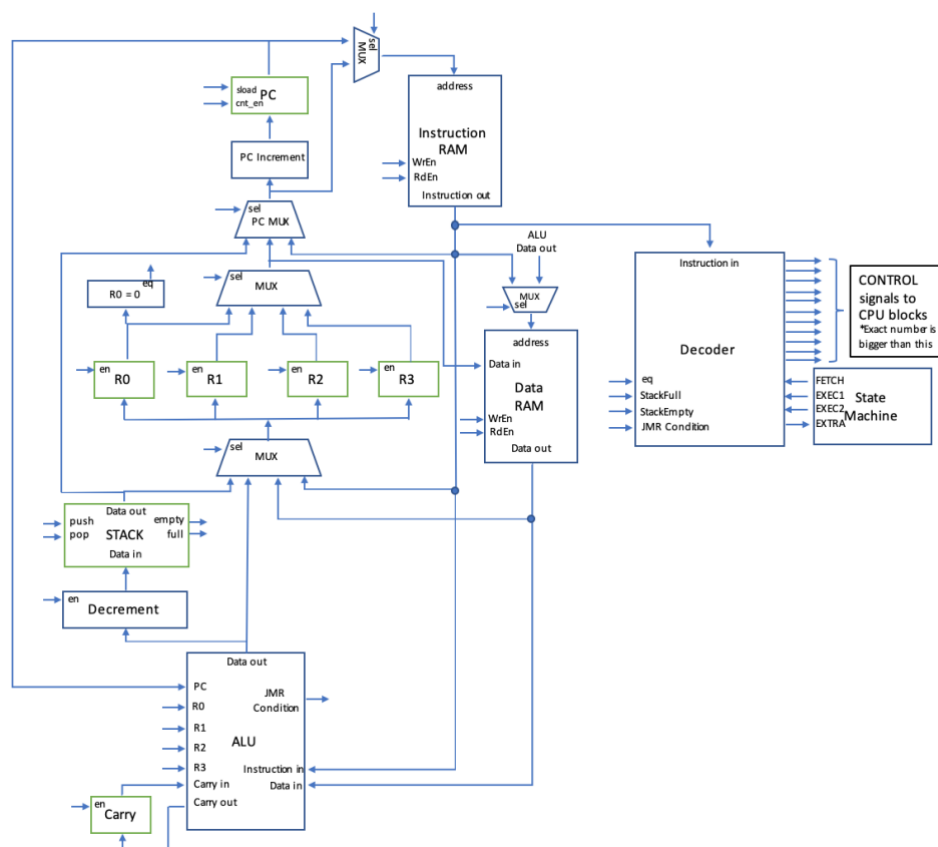 sel
MUX
sload
PC
cnt_en
PC Increment
sel
PC MUX
address
Instruction
RAM
WrEn
RdEn
Instruction out
ALU
Data out
MUX
sel
eq
R0 = 0
sel
MUX
en
R0
en
R1
en
R2
en
R3
address
Data in
Data
RAM
WrEn
RdEn
Data out
Instruction in
Decoder
eq
StackFull
StackEmpty
JMR Condition
CONTROL
signals to
CPU blocks
*Exact number is
bigger than this
FETCH
EXEC1
EXEC2
EXTRA
State
Machine
sel
MUX
Data out
push
pop
STACK
empty
full
Data in
en
Decrement
Data out
PC
R0
R1
R2
R3
JMR
Condition
ALU
Instruction in
Carry in
Data in
Carry out
en
Carry